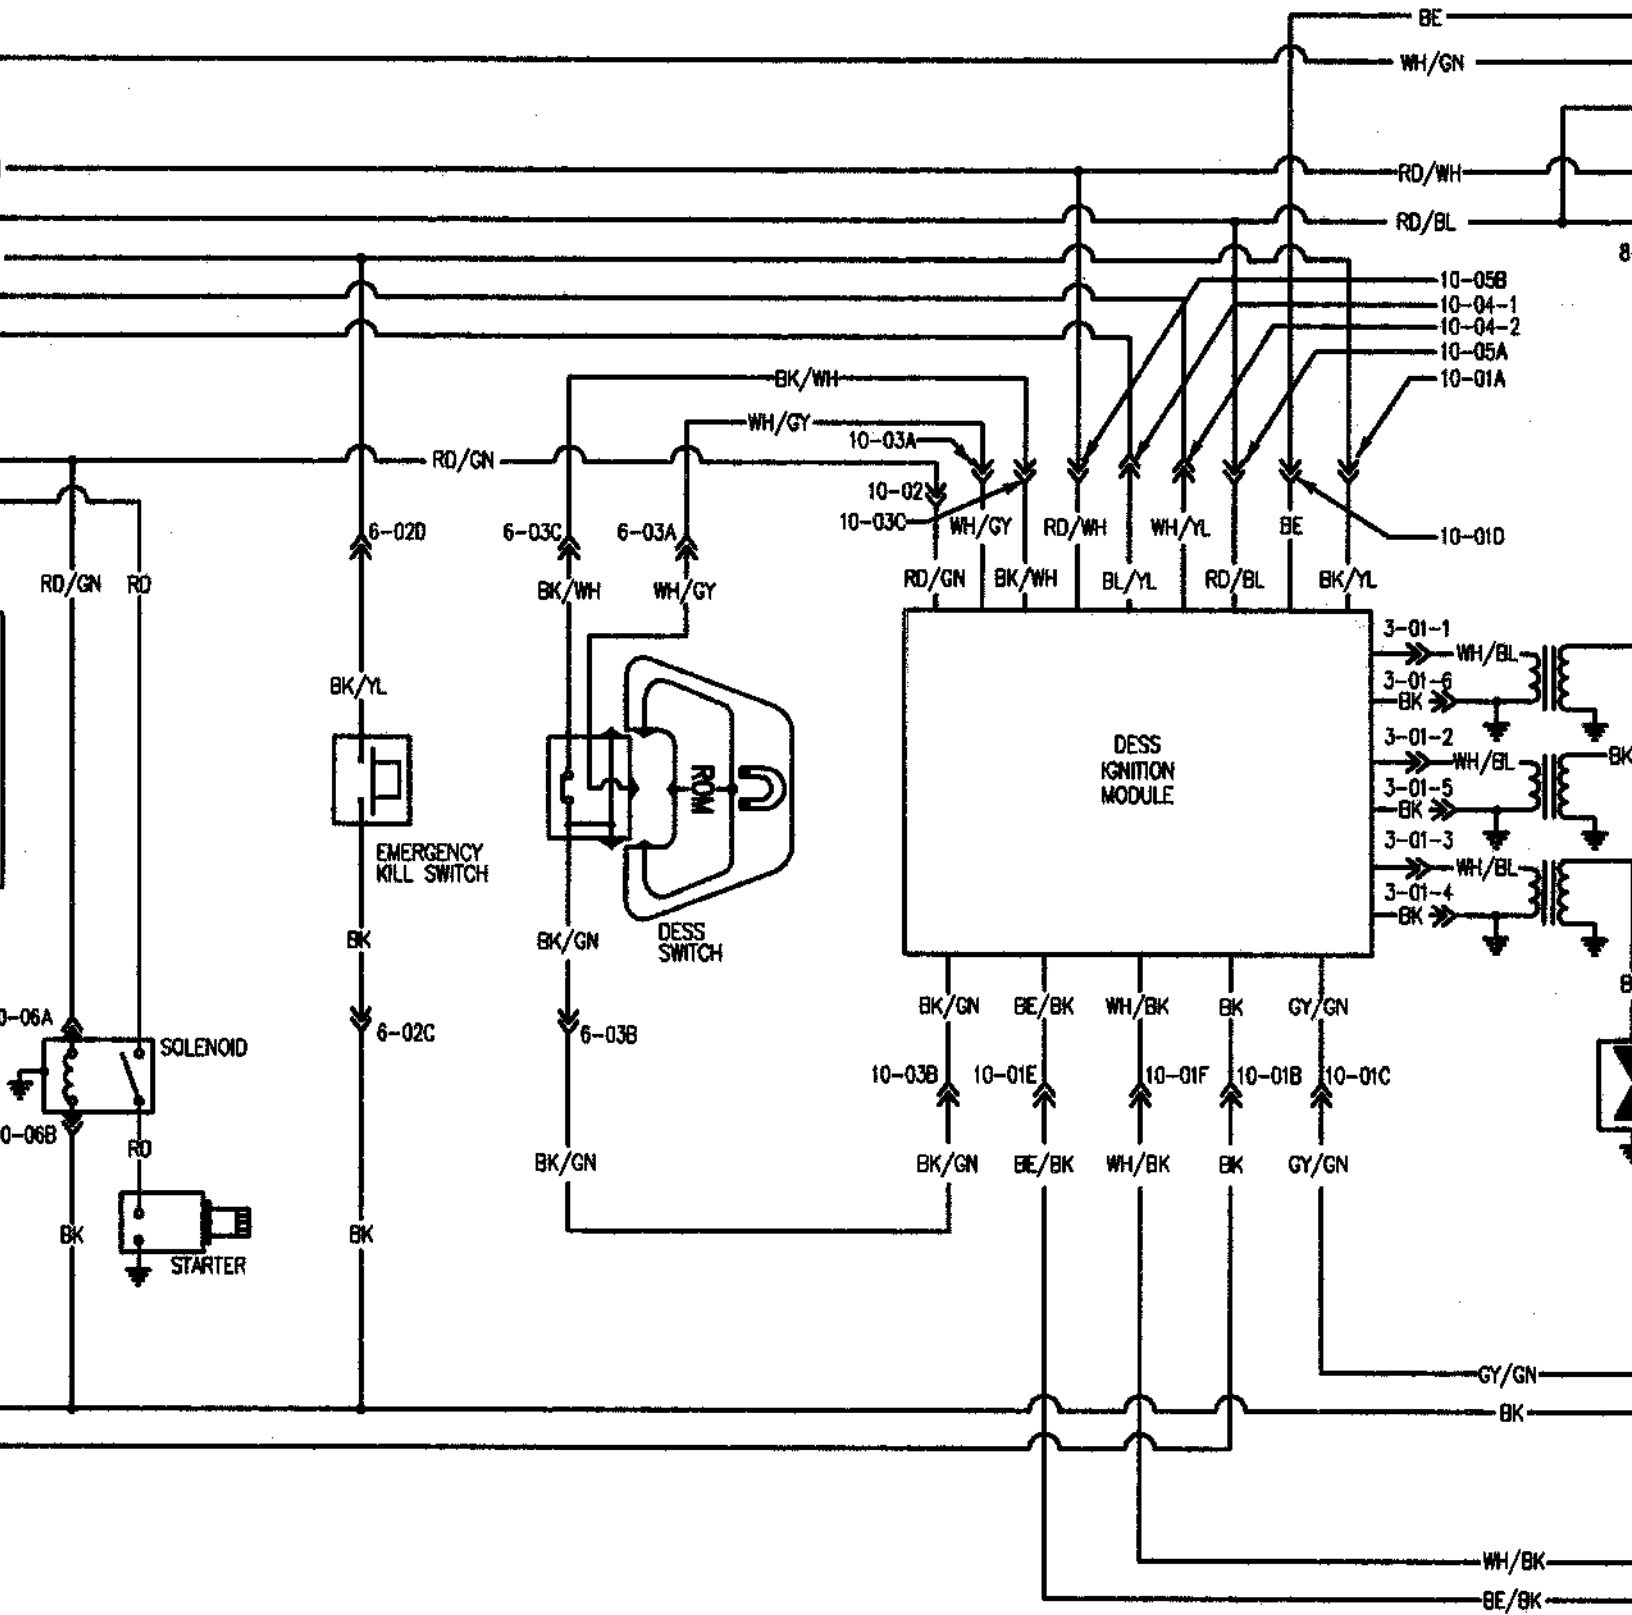 BE
WH/GN
RD/WH
RD/BL
10-05B
10-04-1
10-04-2
10-05A
10-01A
BK/WH
WH/GY
10-03A
RD/GN
10-02
10-03C
6-02D
6-03C
6-03A
WH/GY
RD/WH
WH/YL
BE
10-01D
RD/GN
RD
BK/WH
WH/GY
RD/GN
BK/WH
BL/YL
RD/BL
BK/YL
3-01-1
WH/BL
3-01-6
BK
3-01-2
WH/BL
BK
3-01-5
BK
3-01-3
WH/BL
3-01-4
BK
BK/YL
ROM
DESS
IGNITION
MODULE
EMERGENCY
KILL SWITCH
BK
BK/GN
DESS
SWITCH
BK/GN
BE/BK
WH/BK
BK
GY/GN
0-06A
SOLENOID
6-02C
6-03B
10-03B
10-01E
10-01F
10-01B
10-01C
0-06B
RD
BK/GN
BK/GN
BE/BK
WH/BK
BK
GY/GN
BK
STARTER
BK
GY/GN
BK
WH/BK
BE/BK